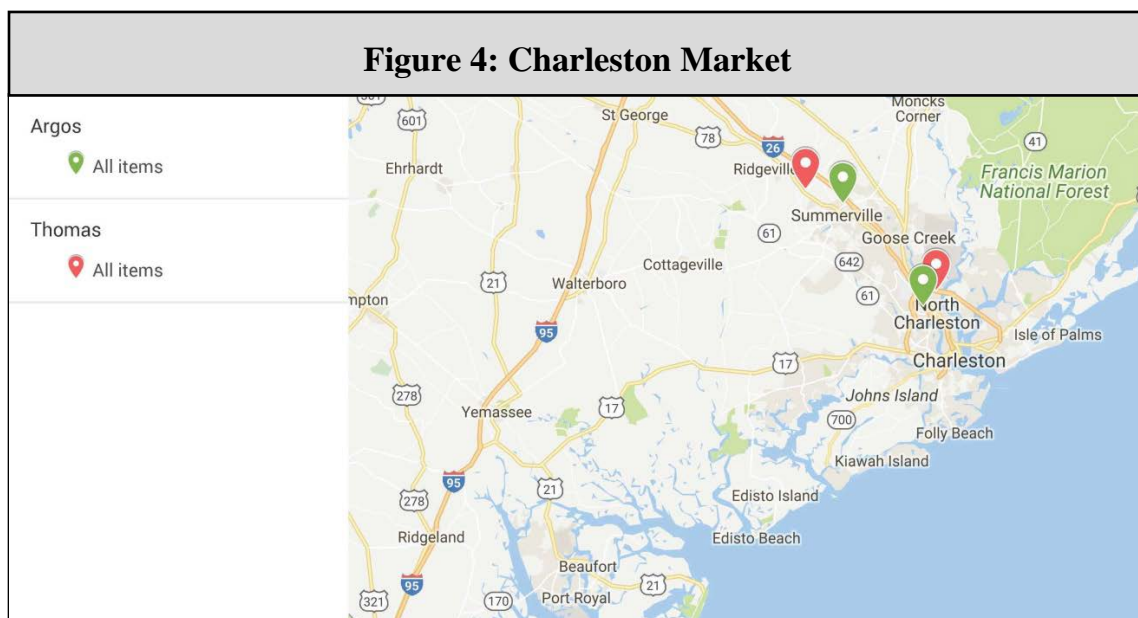 Figure 4: Charleston Market
Argos
All items
Thomas
All items
601
St George
78
26
Ridgeville
Moncks
Corner
41
Ehrhardt
Francis Marion
National Forest
Summerville
61
Goose Creek
Cottageville
642
21
Walterboro
61
mpton
95
North
Charleston
Isle of Palms
17
Charleston
278
Johns Island
Yemassee
17
700
Folly Beach
Kiawah Island
95
21
278
Edisto Island
Ridgeland
Edisto Beach
Beaufort
95
21
321
170
Port Royal